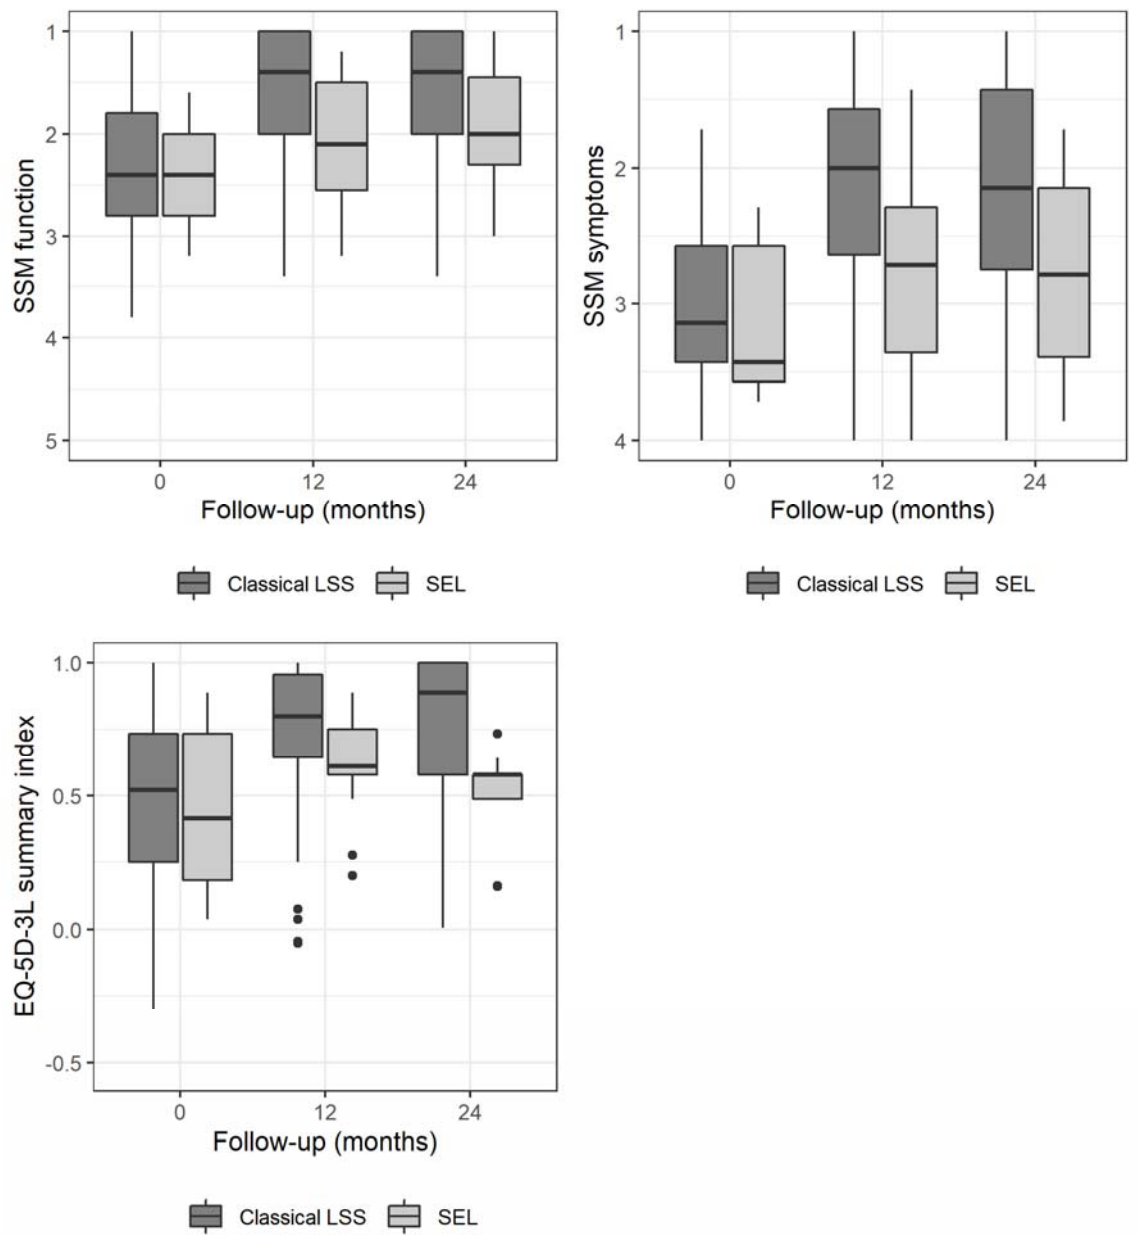 SSM function
1
2
3
4
5
0 12 24
Follow-up (months)
Classical LSS SEL
SSM symptoms
1
2
3
4
0 12 24
Follow-up (months)
Classical LSS SEL
EQ-5D-3L summary index
1.0
0.5
0.0
-0.5
0 12 24
Follow-up (months)
Classical LSS SEL